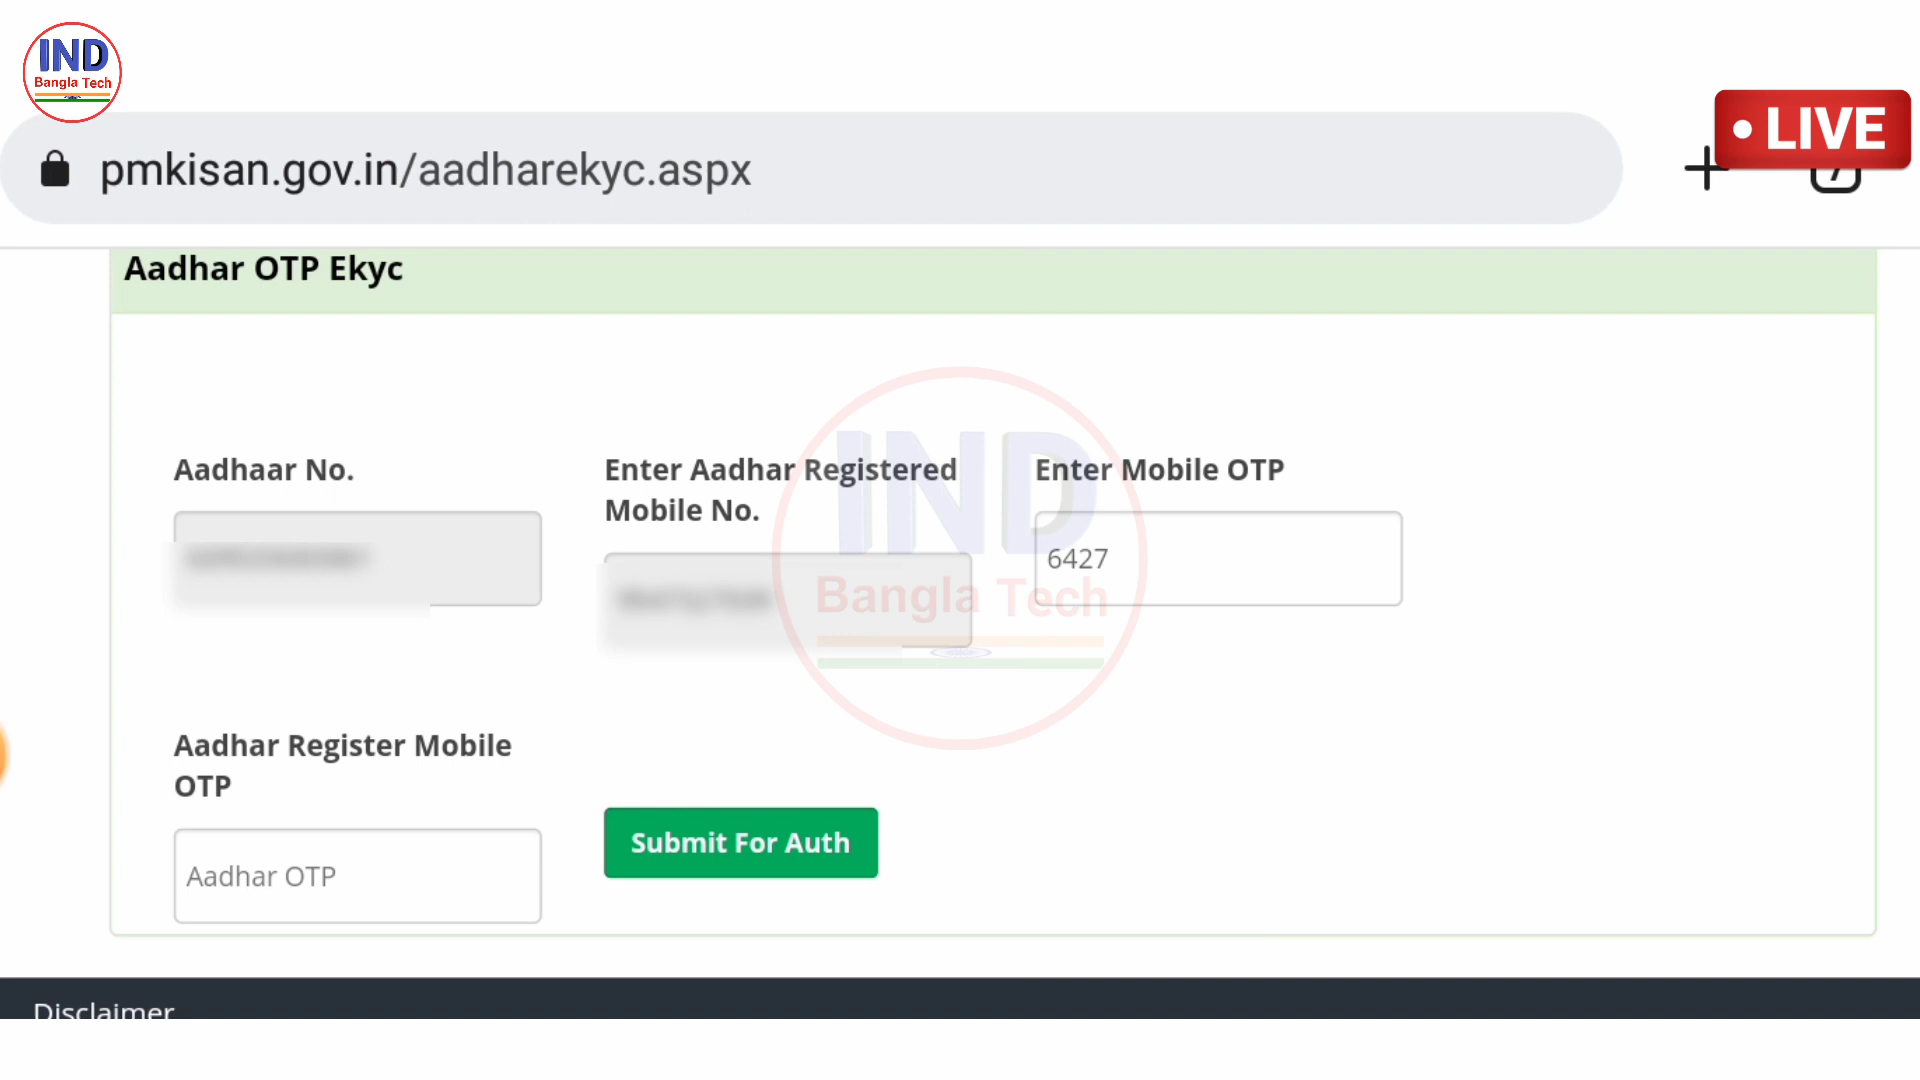 IND
Bangla Tech
• LIVE
pmkisan.gov.in/aadharekyc.aspx
Aadhar OTP Ekyc
Aadhaar No.
Enter Aadhar Registered
Mobile No.
Enter Mobile OTP
6427
IND
Bangla Tech
Aadhar Register Mobile
OTP
Aadhar OTP
Submit For Auth
Disclaimer